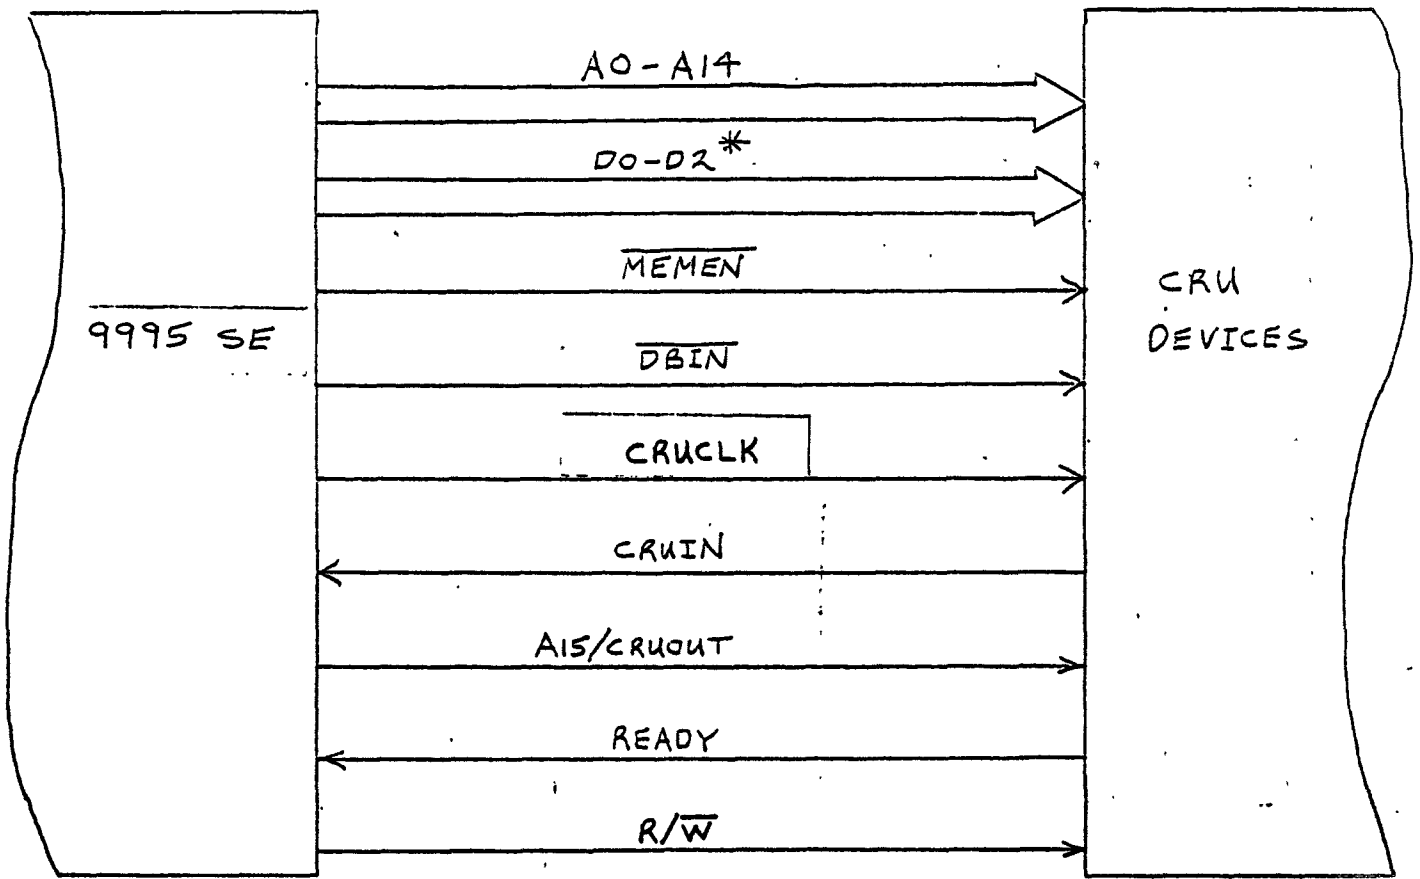 A0-A14
D0-D2*
MEMEN
9995 SE
DBIN
CRU
DEVICES
CRUCLK
CRUIN
A15/CRUOUT
READY
R/W